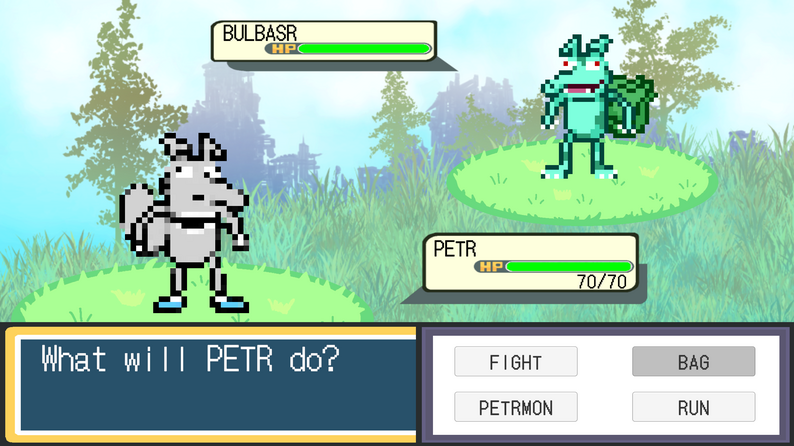 BULBASR
HP
PETR
HP
70/70
What will PETR do?
FIGHT
BAG
PETRMON
RUN